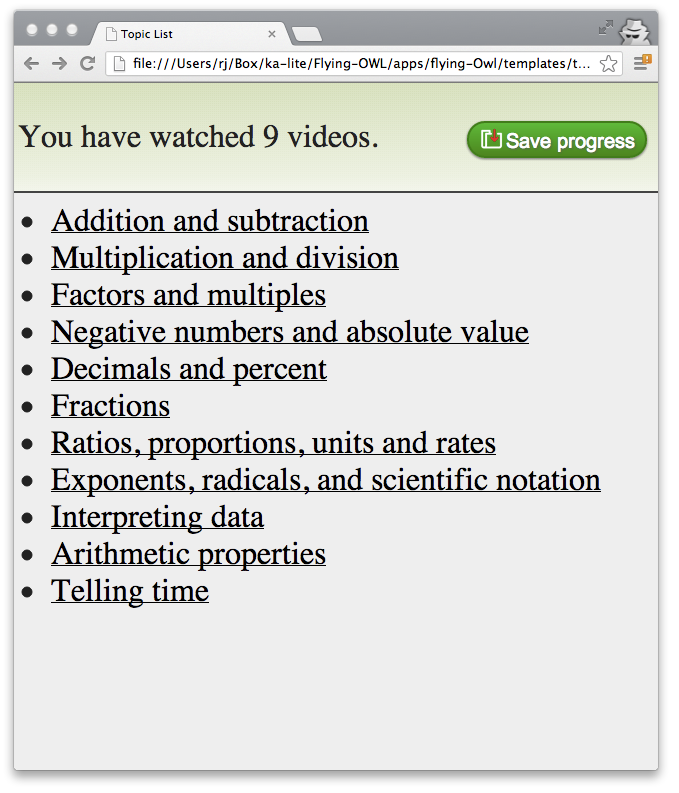 Topic List
file:///Users/rj/Box/ka-lite/Flying-OWL/apps/flying-Owl/templates/t...
You have watched 9 videos.
Save progress
Addition and subtraction
Multiplication and division
Factors and multiples
Negative numbers and absolute value
Decimals and percent
Fractions
Ratios, proportions, units and rates
Exponents, radicals, and scientific notation
Interpreting data
Arithmetic properties
Telling time